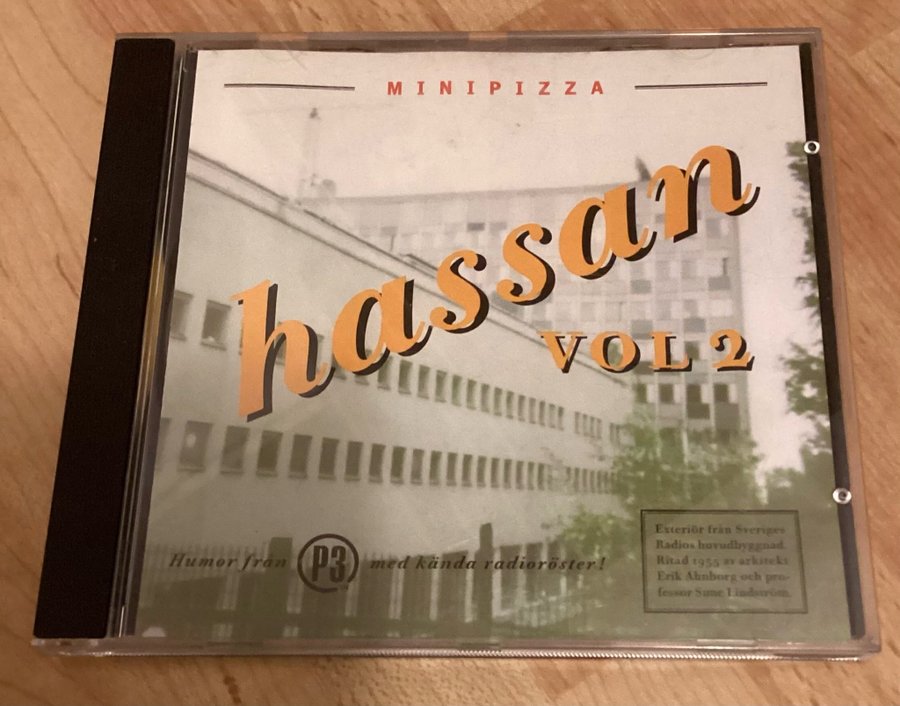 MINIPIZZA
hassan
VOL 2
Humor från P3 med kända radioröster!
Exteriör från Sveriges
Radios huvudbyggnad.
Ritad 1955 av arkitekt
Erik Ahnborg och pro-
fessor Sune Lindström.